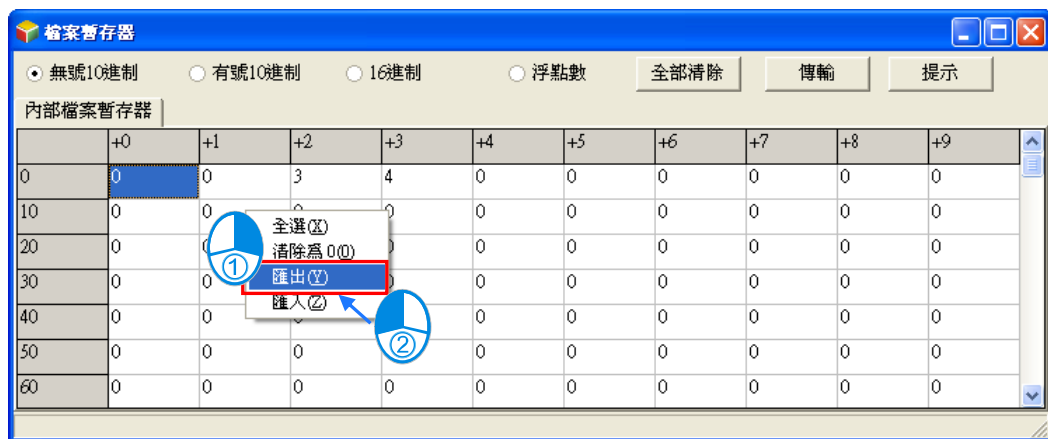 檔案暫存器
無號10進制 有號10進制 16進制 浮點數 全部清除 傳輸 提示
內部檔案暫存器
+0 +1 +2 +3 +4 +5 +6 +7 +8 +9
0 0 0 3 4 0 0 0 0 0 0
10 0 0 0 0 0 0 0 0 0
全選(X)
20 0 0 0 0 0 0 0
清除為 0(0)
①
30 0 0 0 0 0 0 0 0
匯出(Y)
匯入(Z)
40 0 0 0 0 0 0 0 0
②
50 0 0 0 0 0 0 0 0 0
60 0 0 0 0 0 0 0 0 0 0